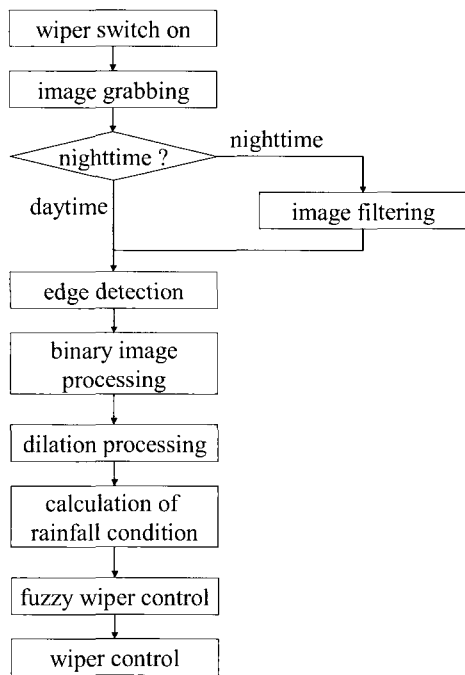 wiper switch on
image grabbing
nighttime ?
nighttime
daytime
image filtering
edge detection
binary image
processing
dilation processing
calculation of
rainfall condition
fuzzy wiper control
wiper control